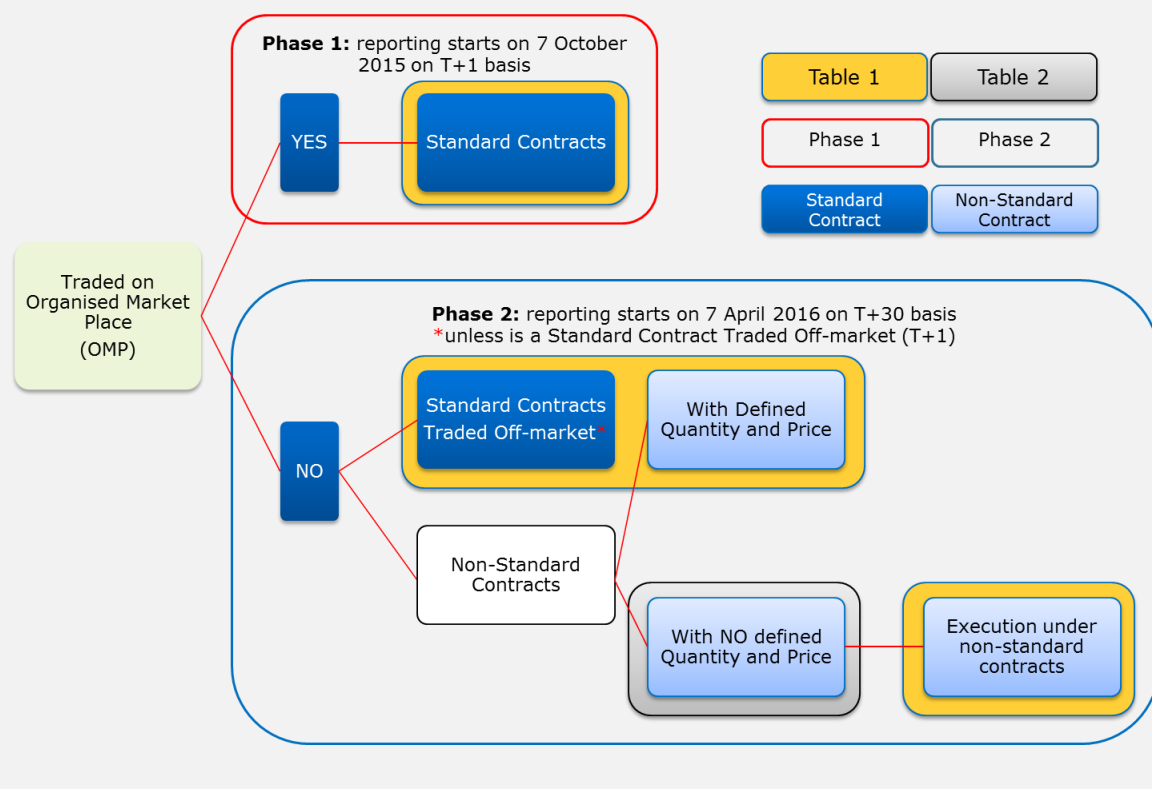 Phase 1: reporting starts on 7 October
2015 on T+1 basis
YES
Standard Contracts
Table 1
Table 2
Phase 1
Phase 2
Standard
Contract
Non-Standard
Contract
Traded on
Organised Market
Place
(OMP)
Phase 2: reporting starts on 7 April 2016 on T+30 basis
*unless is a Standard Contract Traded Off-market (T+1)
NO
Standard Contracts
Traded Off-market*
With Defined
Quantity and Price
Non-Standard
Contracts
With NO defined
Quantity and Price
Execution under
non-standard
contracts